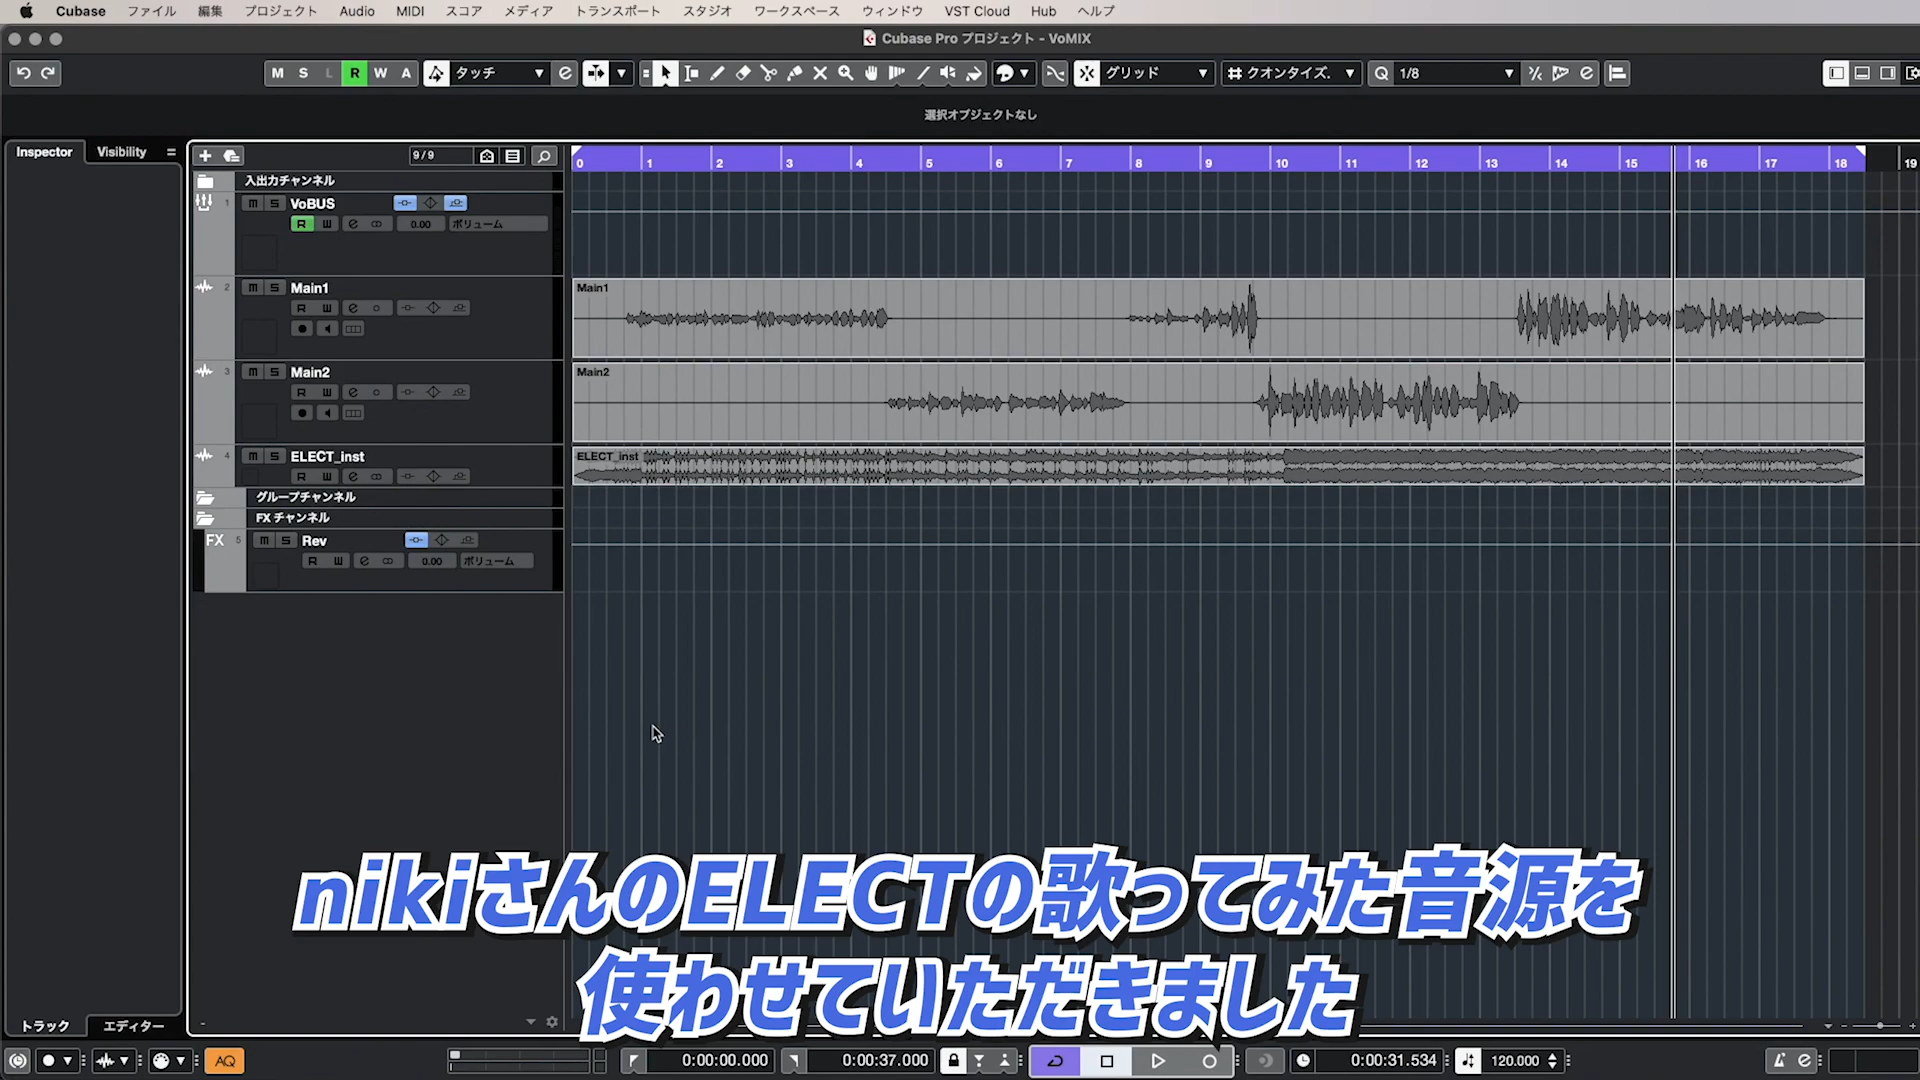 Cubase ファイル 編集 プロジェクト Audio MIDI スコア メディア トランスポート スタジオ ワークスペース ウィンドウ VST Cloud Hub ヘルプ
Cubase Pro プロジェクト - VoMIX
M S L R W A タッチ グリッド クオンタイズ. Q 1/8
選択オブジェクトなし
Inspector Visibility
9/9
0 1 2 3 4 5 6 7 8 9 10 11 12 13 14 15 16 17 18 19
入出力チャンネル
1 m S VoBUS
R 0.00 ボリューム
2 m S Main1
R
Main1
3 m S Main2
R
Main2
4 m S ELECT_inst
R
ELECT_inst
グループチャンネル
FX チャンネル
FX 5 m S Rev
R 0.00 ボリューム
nikiさんのELECTの歌ってみた音源を
使わせていただきました
トラック エディター
AQ 0:00:00.000 0:00:37.000 0:00:31.534 120.000